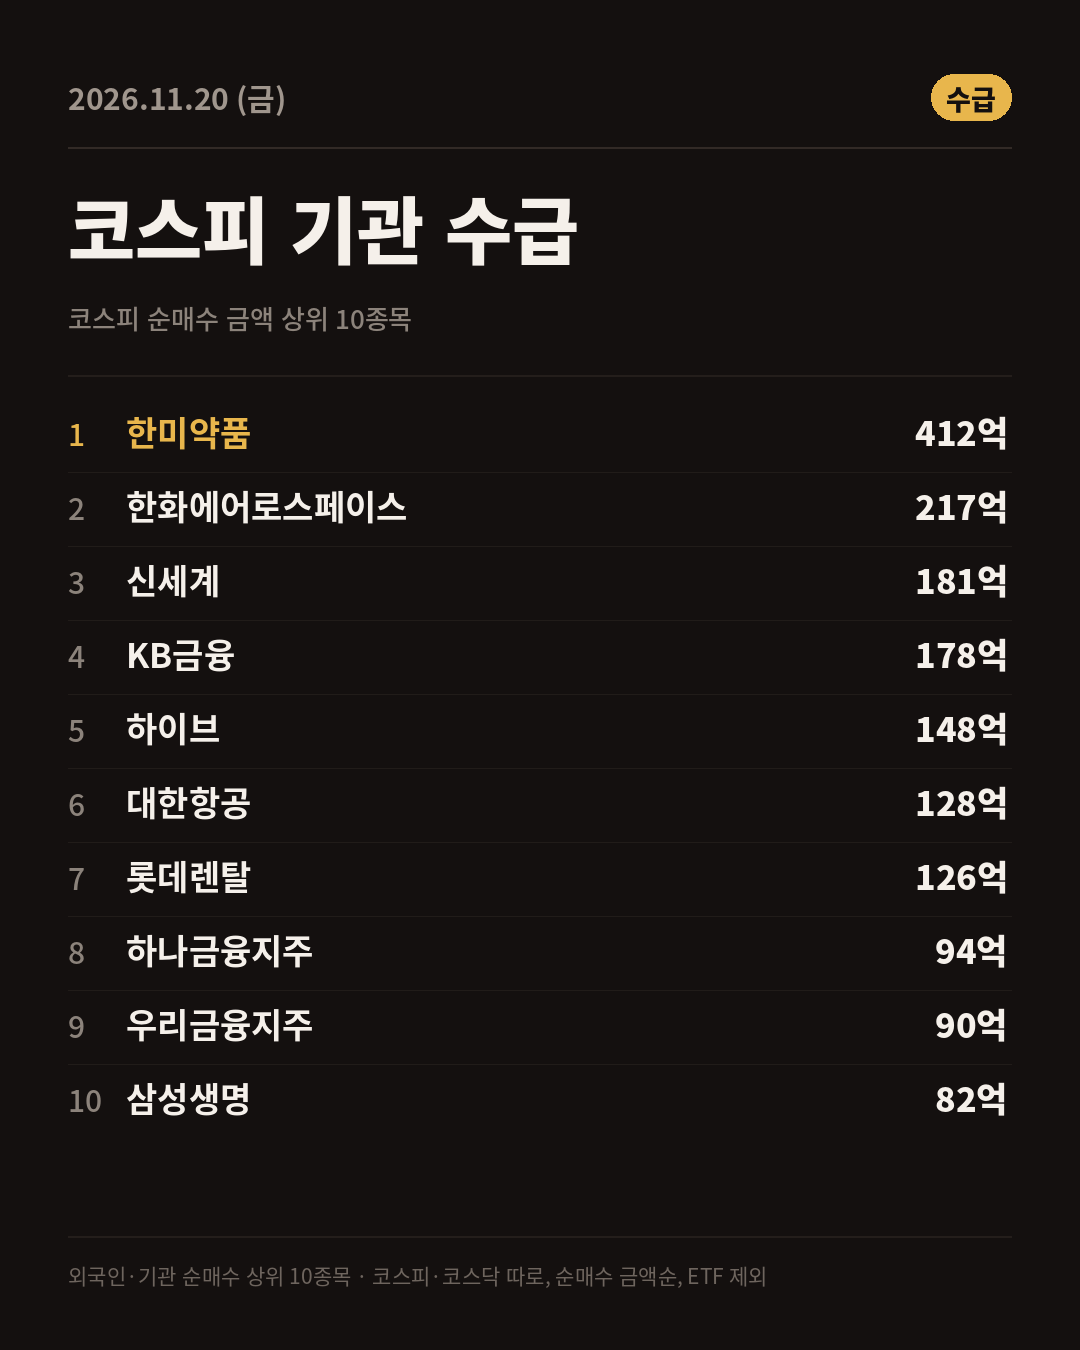 2026.11.20 (금)
수급
코스피 기관 수급
코스피 순매수 금액 상위 10종목
1 한미약품 412억
2 한화에어로스페이스 217억
3 신세계 181억
4 KB금융 178억
5 하이브 148억
6 대한항공 128억
7 롯데렌탈 126억
8 하나금융지주 94억
9 우리금융지주 90억
10 삼성생명 82억
외국인·기관 순매수 상위 10종목 · 코스피·코스닥 따로, 순매수 금액순, ETF 제외